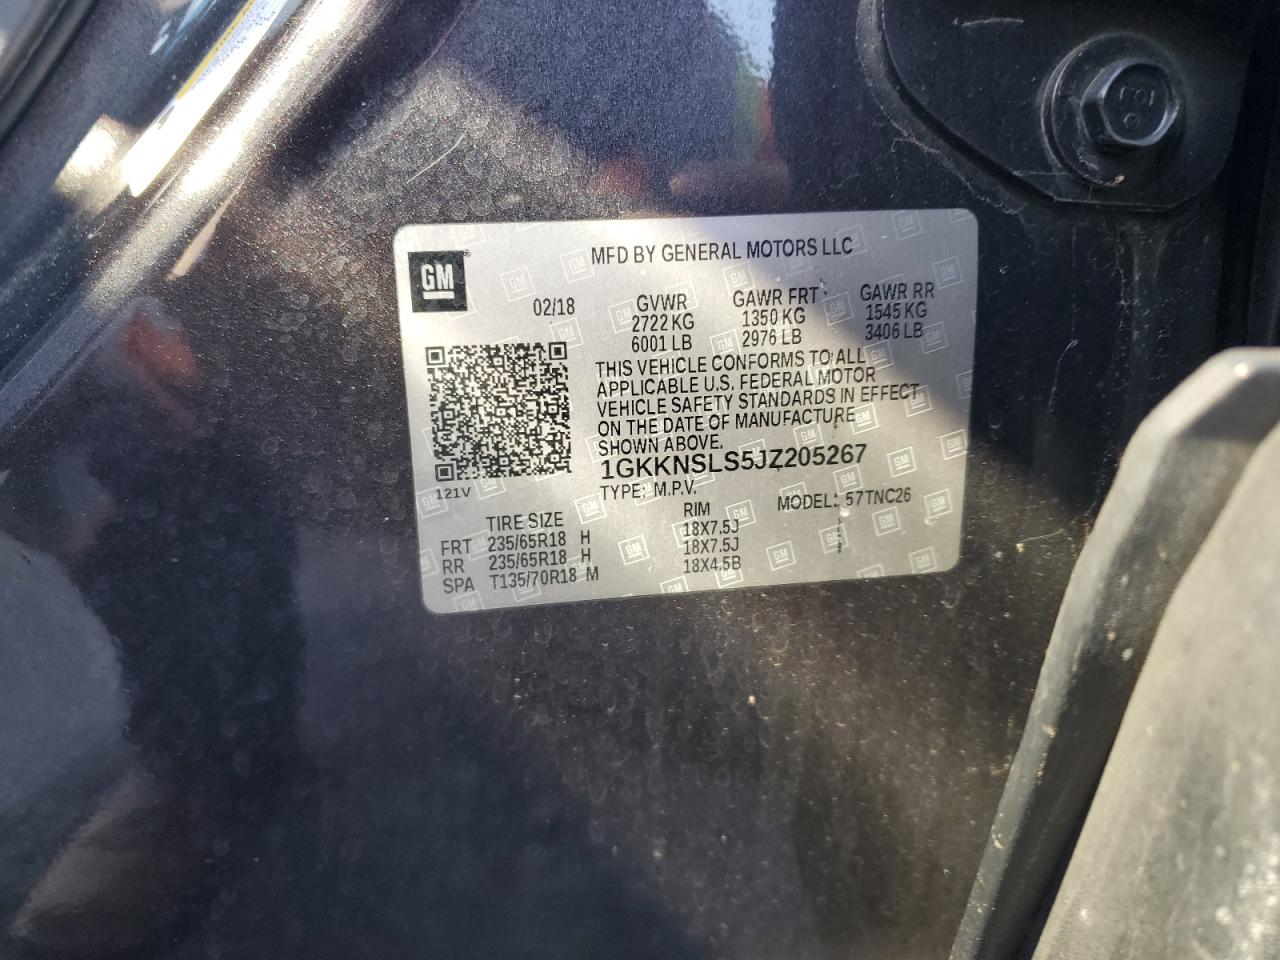 GM
MFD BY GENERAL MOTORS LLC
02/18 GVWR GAWR FRT GAWR RR
2722 KG 1350 KG 1545 KG
6001 LB 2976 LB 3406 LB
THIS VEHICLE CONFORMS TO ALL
APPLICABLE U.S. FEDERAL MOTOR
VEHICLE SAFETY STANDARDS IN EFFECT
ON THE DATE OF MANUFACTURE
SHOWN ABOVE.
1GKKNSLS5JZ205267
121V
TYPE: M.P.V. MODEL: 57TNC26
TIRE SIZE RIM
FRT 235/65R18 H 18X7.5J
RR 235/65R18 H 18X7.5J
SPA T135/70R18 M 18X4.5B